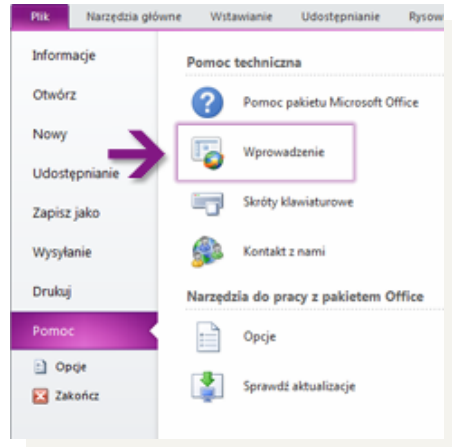 Plik Narzędzia główne Wstawianie Udostępnianie Rysow
Informacje
Otwórz
Nowy
Udostępnianie
Zapisz jako
Wysyłanie
Drukuj
Pomoc
Opcje
Zakończ
Pomoc techniczna
Pomoc pakietu Microsoft Office
Wprowadzenie
Skróty klawiaturowe
Kontakt z nami
Narzędzia do pracy z pakietem Office
Opcje
Sprawdź aktualizacje